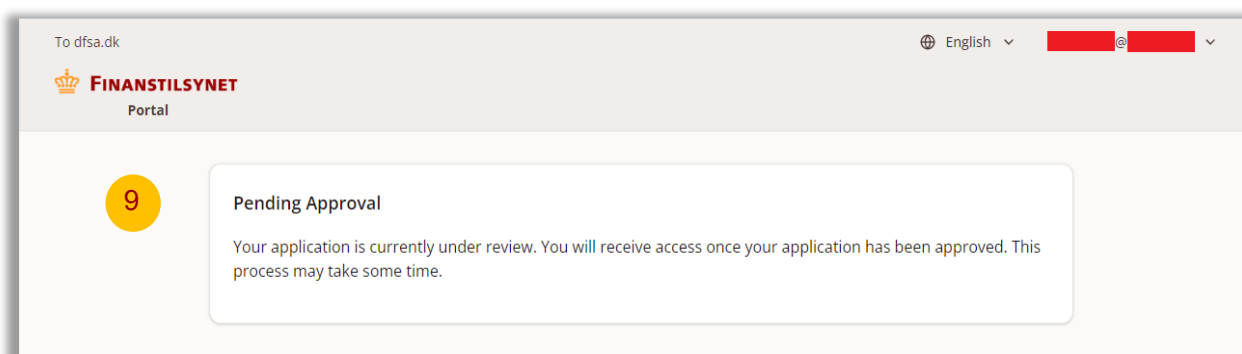 To dfsa.dk
English
@
FINANSTILSYNET
Portal
9
Pending Approval
Your application is currently under review. You will receive access once your application has been approved. This
process may take some time.